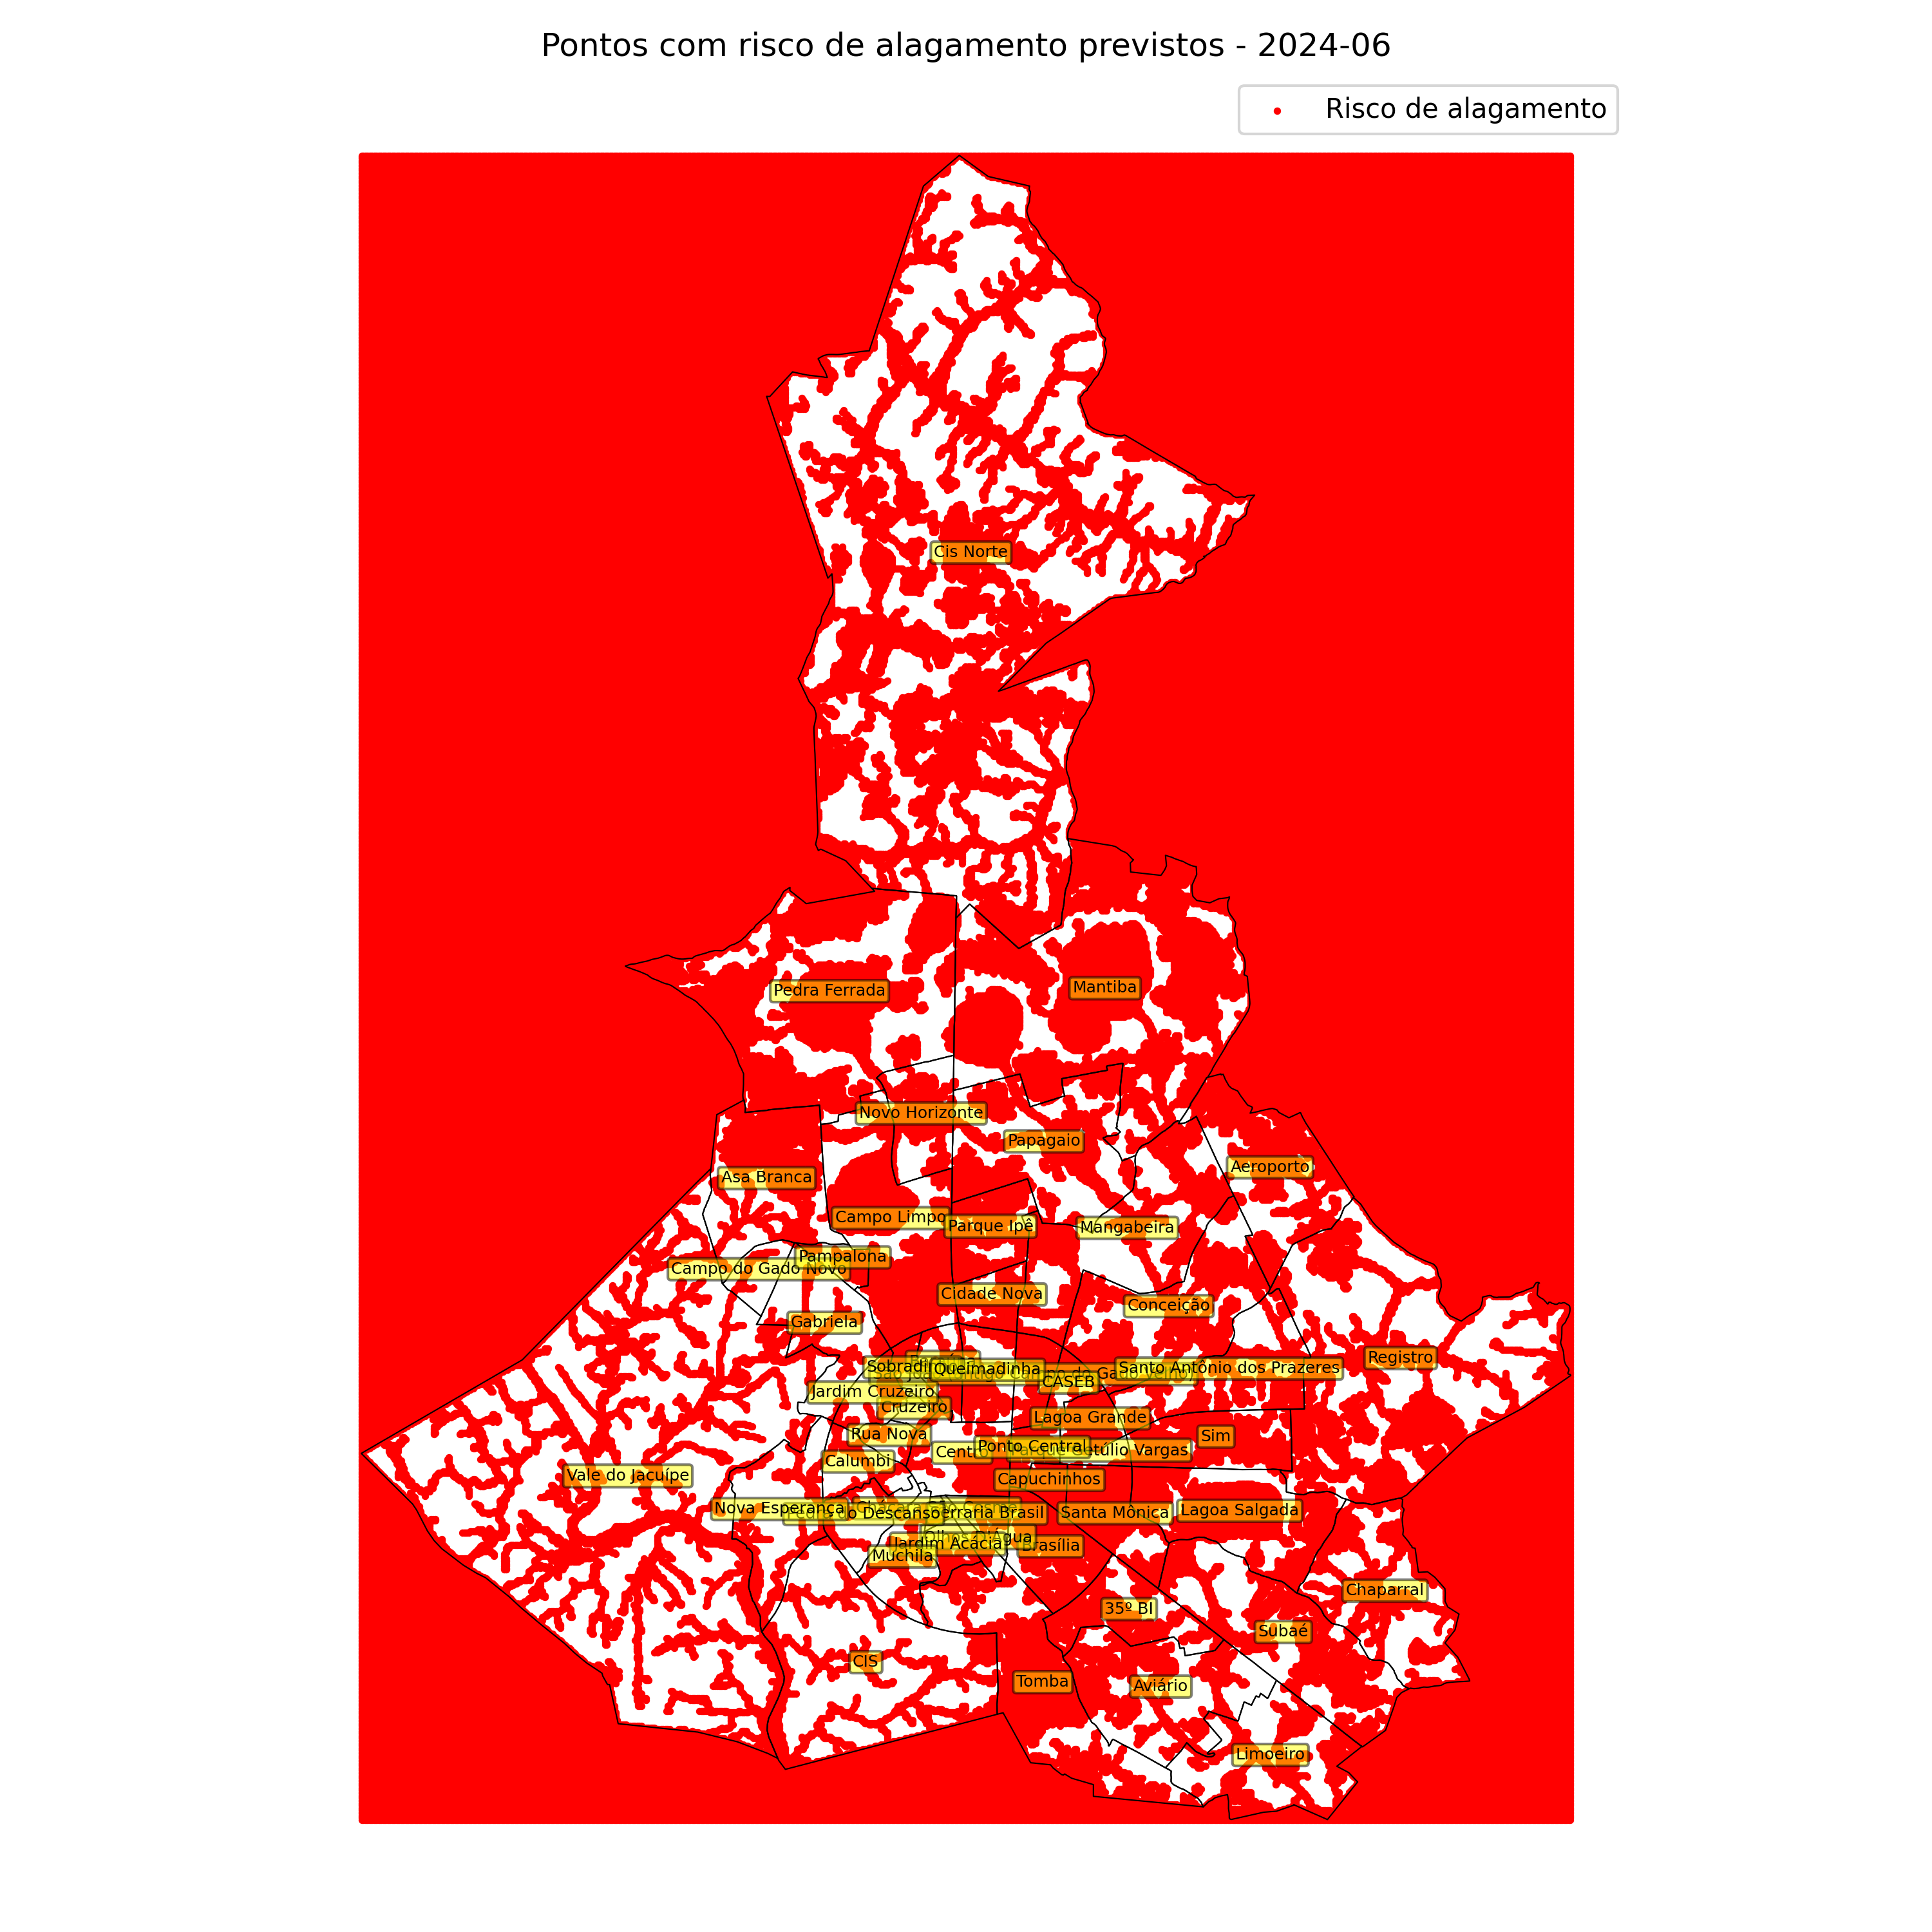 Pontos com risco de alagamento previstos - 2024-06
Risco de alagamento
Cis Norte
Pedra Ferrada
Mantiba
Novo Horizonte
Papagaio
Aeroporto
Asa Branca
Campo Limpo
Parque Ipê
Mangabeira
Pampalona
Campo do Gado Novo
Cidade Nova
Conceição
Gabriela
Registro
Sobradinho
Queimadinha
Santo Antônio dos Prazeres
CASEB
Jardim Cruzeiro
Cruzeiro
Lagoa Grande
Rua Nova
Sim
Centro
Ponto Central
Getúlio Vargas
Calumbi
Vale do Jacuípe
Capuchinhos
Nova Esperança
do Descanso
Brasil
Santa Mônica
Lagoa Salgada
Jardim Acácia
Brasília
Muchila
Chaparral
35º BI
Subaé
CIS
Tomba
Aviário
Limoeiro